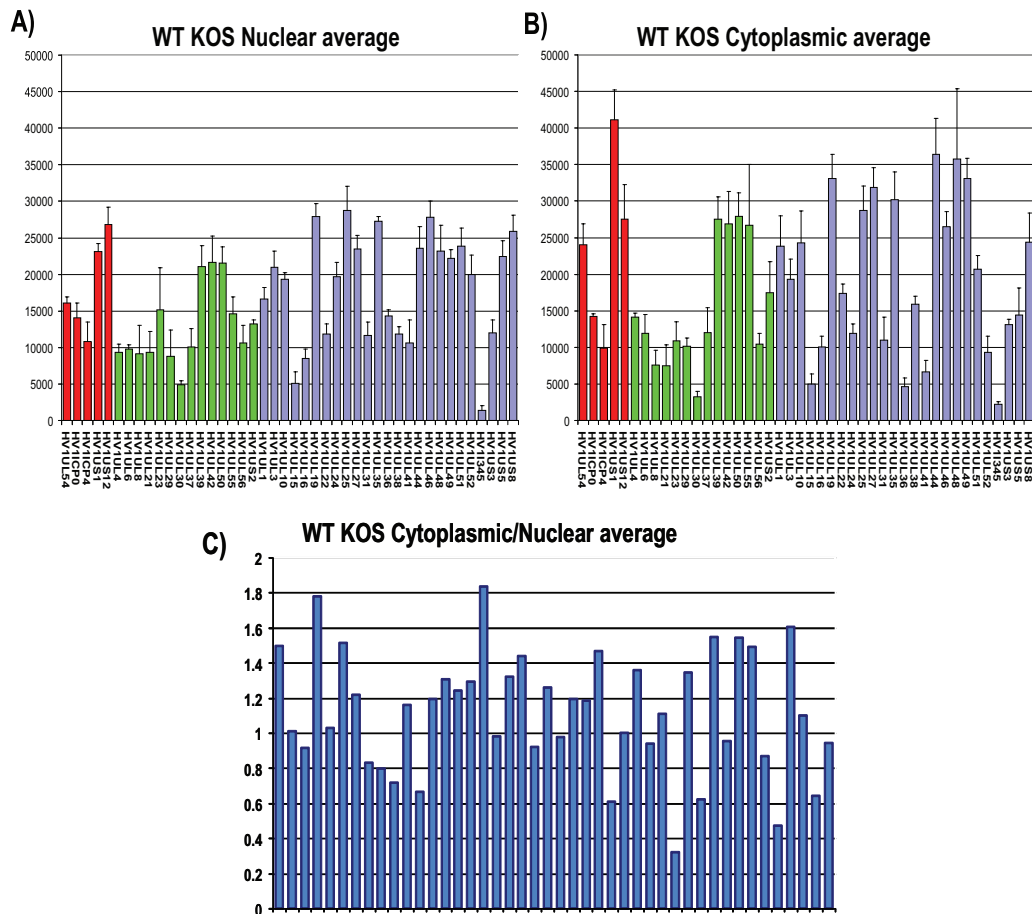 A)
WT KOS Nuclear average
50000
45000
40000
35000
30000
25000
20000
15000
10000
5000
0
HV1UL54
HV1ICP0
HV1ICP4
HV1US1
HV1US12
HV1UL4
HV1UL6
HV1UL8
HV1UL21
HV1UL23
HV1UL29
HV1UL30
HV1UL37
HV1UL39
HV1UL42
HV1UL50
HV1UL55
HV1UL56
HV1US2
HV1UL1
HV1UL3
HV1UL10
HV1UL15
HV1UL16
HV1UL19
HV1UL22
HV1UL24
HV1UL25
HV1UL27
HV1UL31
HV1UL35
HV1UL36
HV1UL38
HV1UL41
HV1UL44
HV1UL46
HV1UL48
HV1UL49
HV1UL51
HV1UL52
HV1345
HV1US3
HV1US5
HV1US8
B)
WT KOS Cytoplasmic average
50000
45000
40000
35000
30000
25000
20000
15000
10000
5000
0
HV1UL54
HV1ICP0
HV1ICP4
HV1US1
HV1US12
HV1UL4
HV1UL6
HV1UL8
HV1UL21
HV1UL23
HV1UL29
HV1UL30
HV1UL37
HV1UL39
HV1UL42
HV1UL50
HV1UL55
HV1UL56
HV1US2
HV1UL1
HV1UL3
HV1UL10
HV1UL15
HV1UL16
HV1UL19
HV1UL22
HV1UL24
HV1UL25
HV1UL27
HV1UL31
HV1UL35
HV1UL36
HV1UL38
HV1UL41
HV1UL44
HV1UL46
HV1UL48
HV1UL49
HV1UL51
HV1UL52
HV1345
HV1US3
HV1US5
HV1US8
C)
WT KOS Cytoplasmic/Nuclear average
2
1.8
1.6
1.4
1.2
1
0.8
0.6
0.4
0.2
0